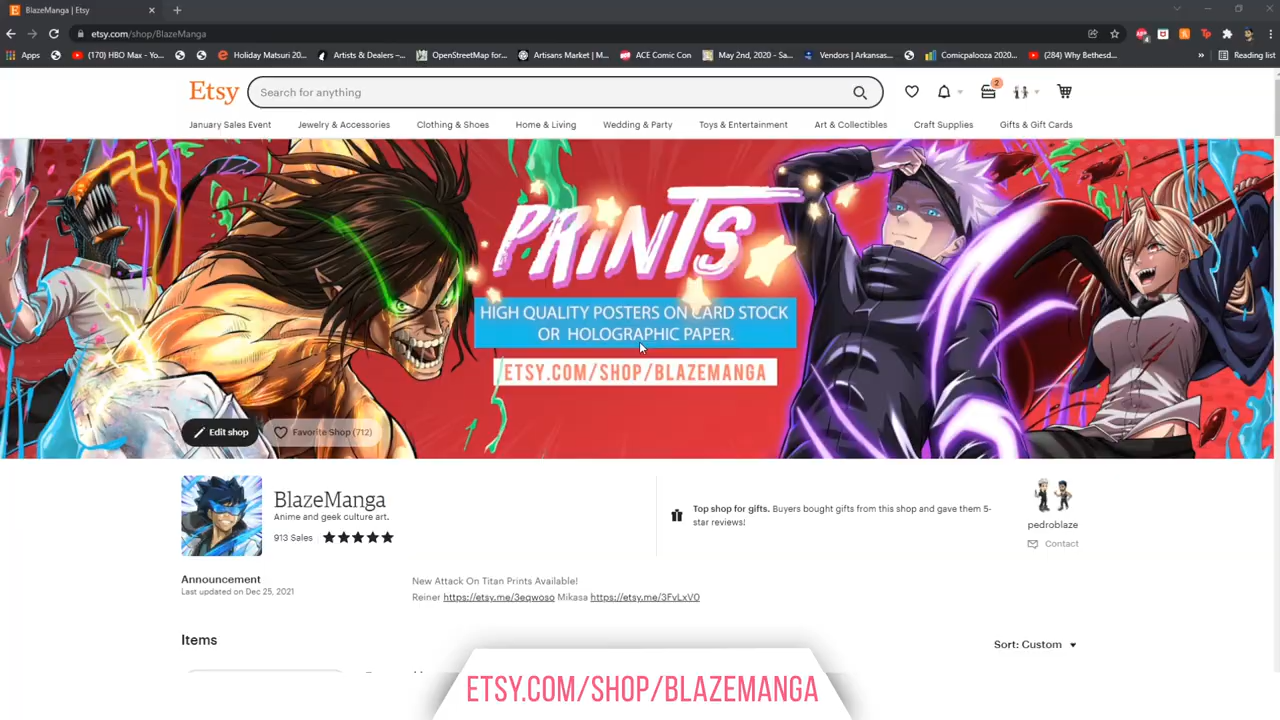 BlazeManga | Etsy
etsy.com/shop/BlazeManga
Apps
(170) HBO Max - Yo...
Holiday Matsuri 202...
Artists & Dealers –...
OpenStreetMap for...
Artisans Market | M...
ACE Comic Con
May 2nd, 2020 - Sa...
Vendors | Arkansas...
Comicpalooza 2020...
(284) Why Bethesd...
»
Reading list
Etsy
Search for anything
2
January Sales Event
Jewelry & Accessories
Clothing & Shoes
Home & Living
Wedding & Party
Toys & Entertainment
Art & Collectibles
Craft Supplies
Gifts & Gift Cards
PRINTS
HIGH QUALITY POSTERS ON CARD STOCK
OR HOLOGRAPHIC PAPER.
ETSY.COM/SHOP/BLAZEMANGA
Edit shop
Favorite Shop (712)
BlazeManga
Anime and geek culture art.
913 Sales
Top shop for gifts. Buyers bought gifts from this shop and gave them 5-
star reviews!
pedroblaze
Contact
Announcement
Last updated on Dec 25, 2021
New Attack On Titan Prints Available!
Reiner https://etsy.me/3eqwoso Mikasa https://etsy.me/3FvLxV0
Items
Sort: Custom
ETSY.COM/SHOP/BLAZEMANGA